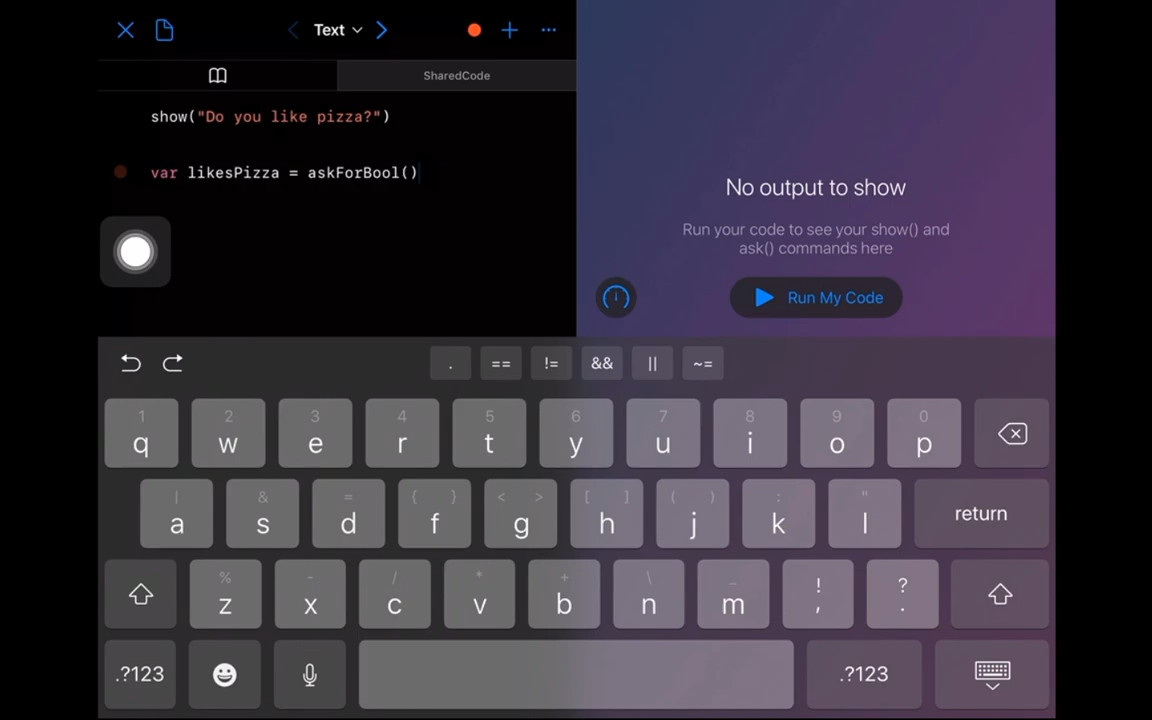 Text
SharedCode
show("Do you like pizza?")
var likesPizza = askForBool()
No output to show
Run your code to see your show() and
ask() commands here
Run My Code
. == != && || ~=
1 2 3 4 5 6 7 8 9 0
q w e r t y u i o p
| & = { } < > [ ] ( ) : "
a s d f g h j k l return
% - / * + \ _ ! ?
z x c v b n m , .
.?123 .?123